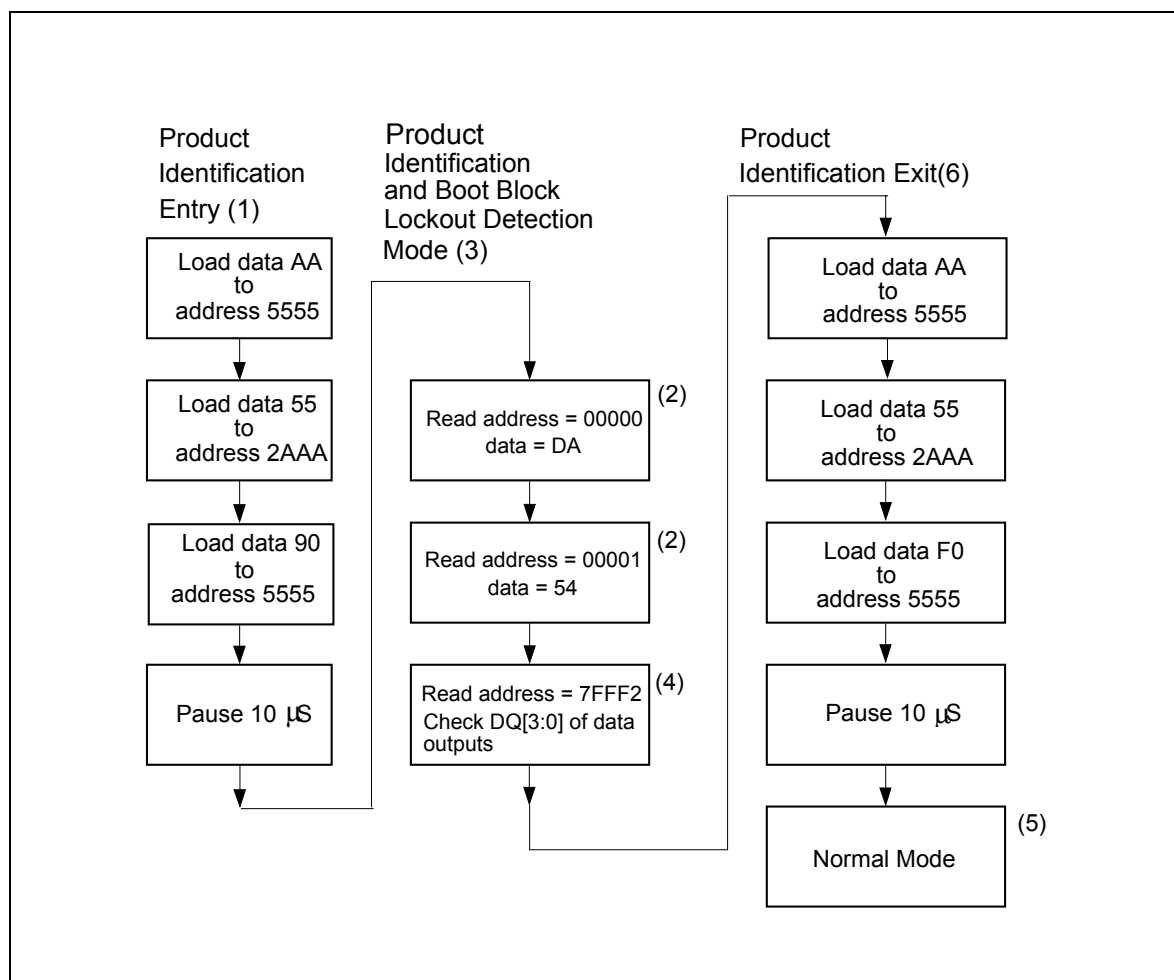 Product
Identification
Entry (1)
Load data AA
to
address 5555
Load data 55
to
address 2AAA
Load data 90
to
address 5555
Pause 10 µS
Product
Identification
and Boot Block
Lockout Detection
Mode (3)
Read address = 00000
data = DA
(2)
Read address = 00001
data = 54
(2)
Read address = 7FFF2
Check DQ[3:0] of data
outputs
(4)
Product
Identification Exit(6)
Load data AA
to
address 5555
Load data 55
to
address 2AAA
Load data F0
to
address 5555
Pause 10 µS
Normal Mode
(5)